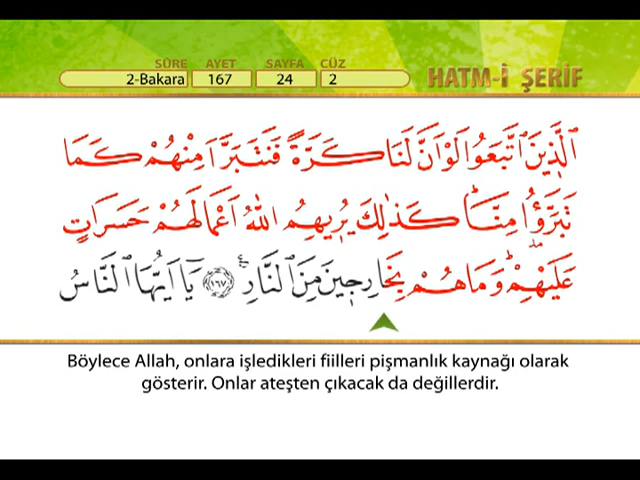 SÛRE AYET SAYFA CÜZ
2-Bakara 167 24 2
HATM-İ ŞERİF
الَّذِينَ اتَّبَعُوا لَوْ اَنَّ لَنَا كَرَّةً فَنَتَبَرَّاَ مِنْهُمْ كَمَا
تَبَرَّؤُا مِنَّاۜ كَذٰلِكَ يُرِيهِمُ اللّٰهُ اَعْمَالَهُمْ حَسَرَاتٍ
عَلَيْهِمْۜ وَمَا هُمْ بِخَارِجِينَ مِنَ النَّارِ۟ ﴿١٦٧﴾ يَٓا اَيُّهَا النَّاسُ
Böylece Allah, onlara işledikleri fiilleri pişmanlık kaynağı olarak
gösterir. Onlar ateşten çıkacak da değillerdir.